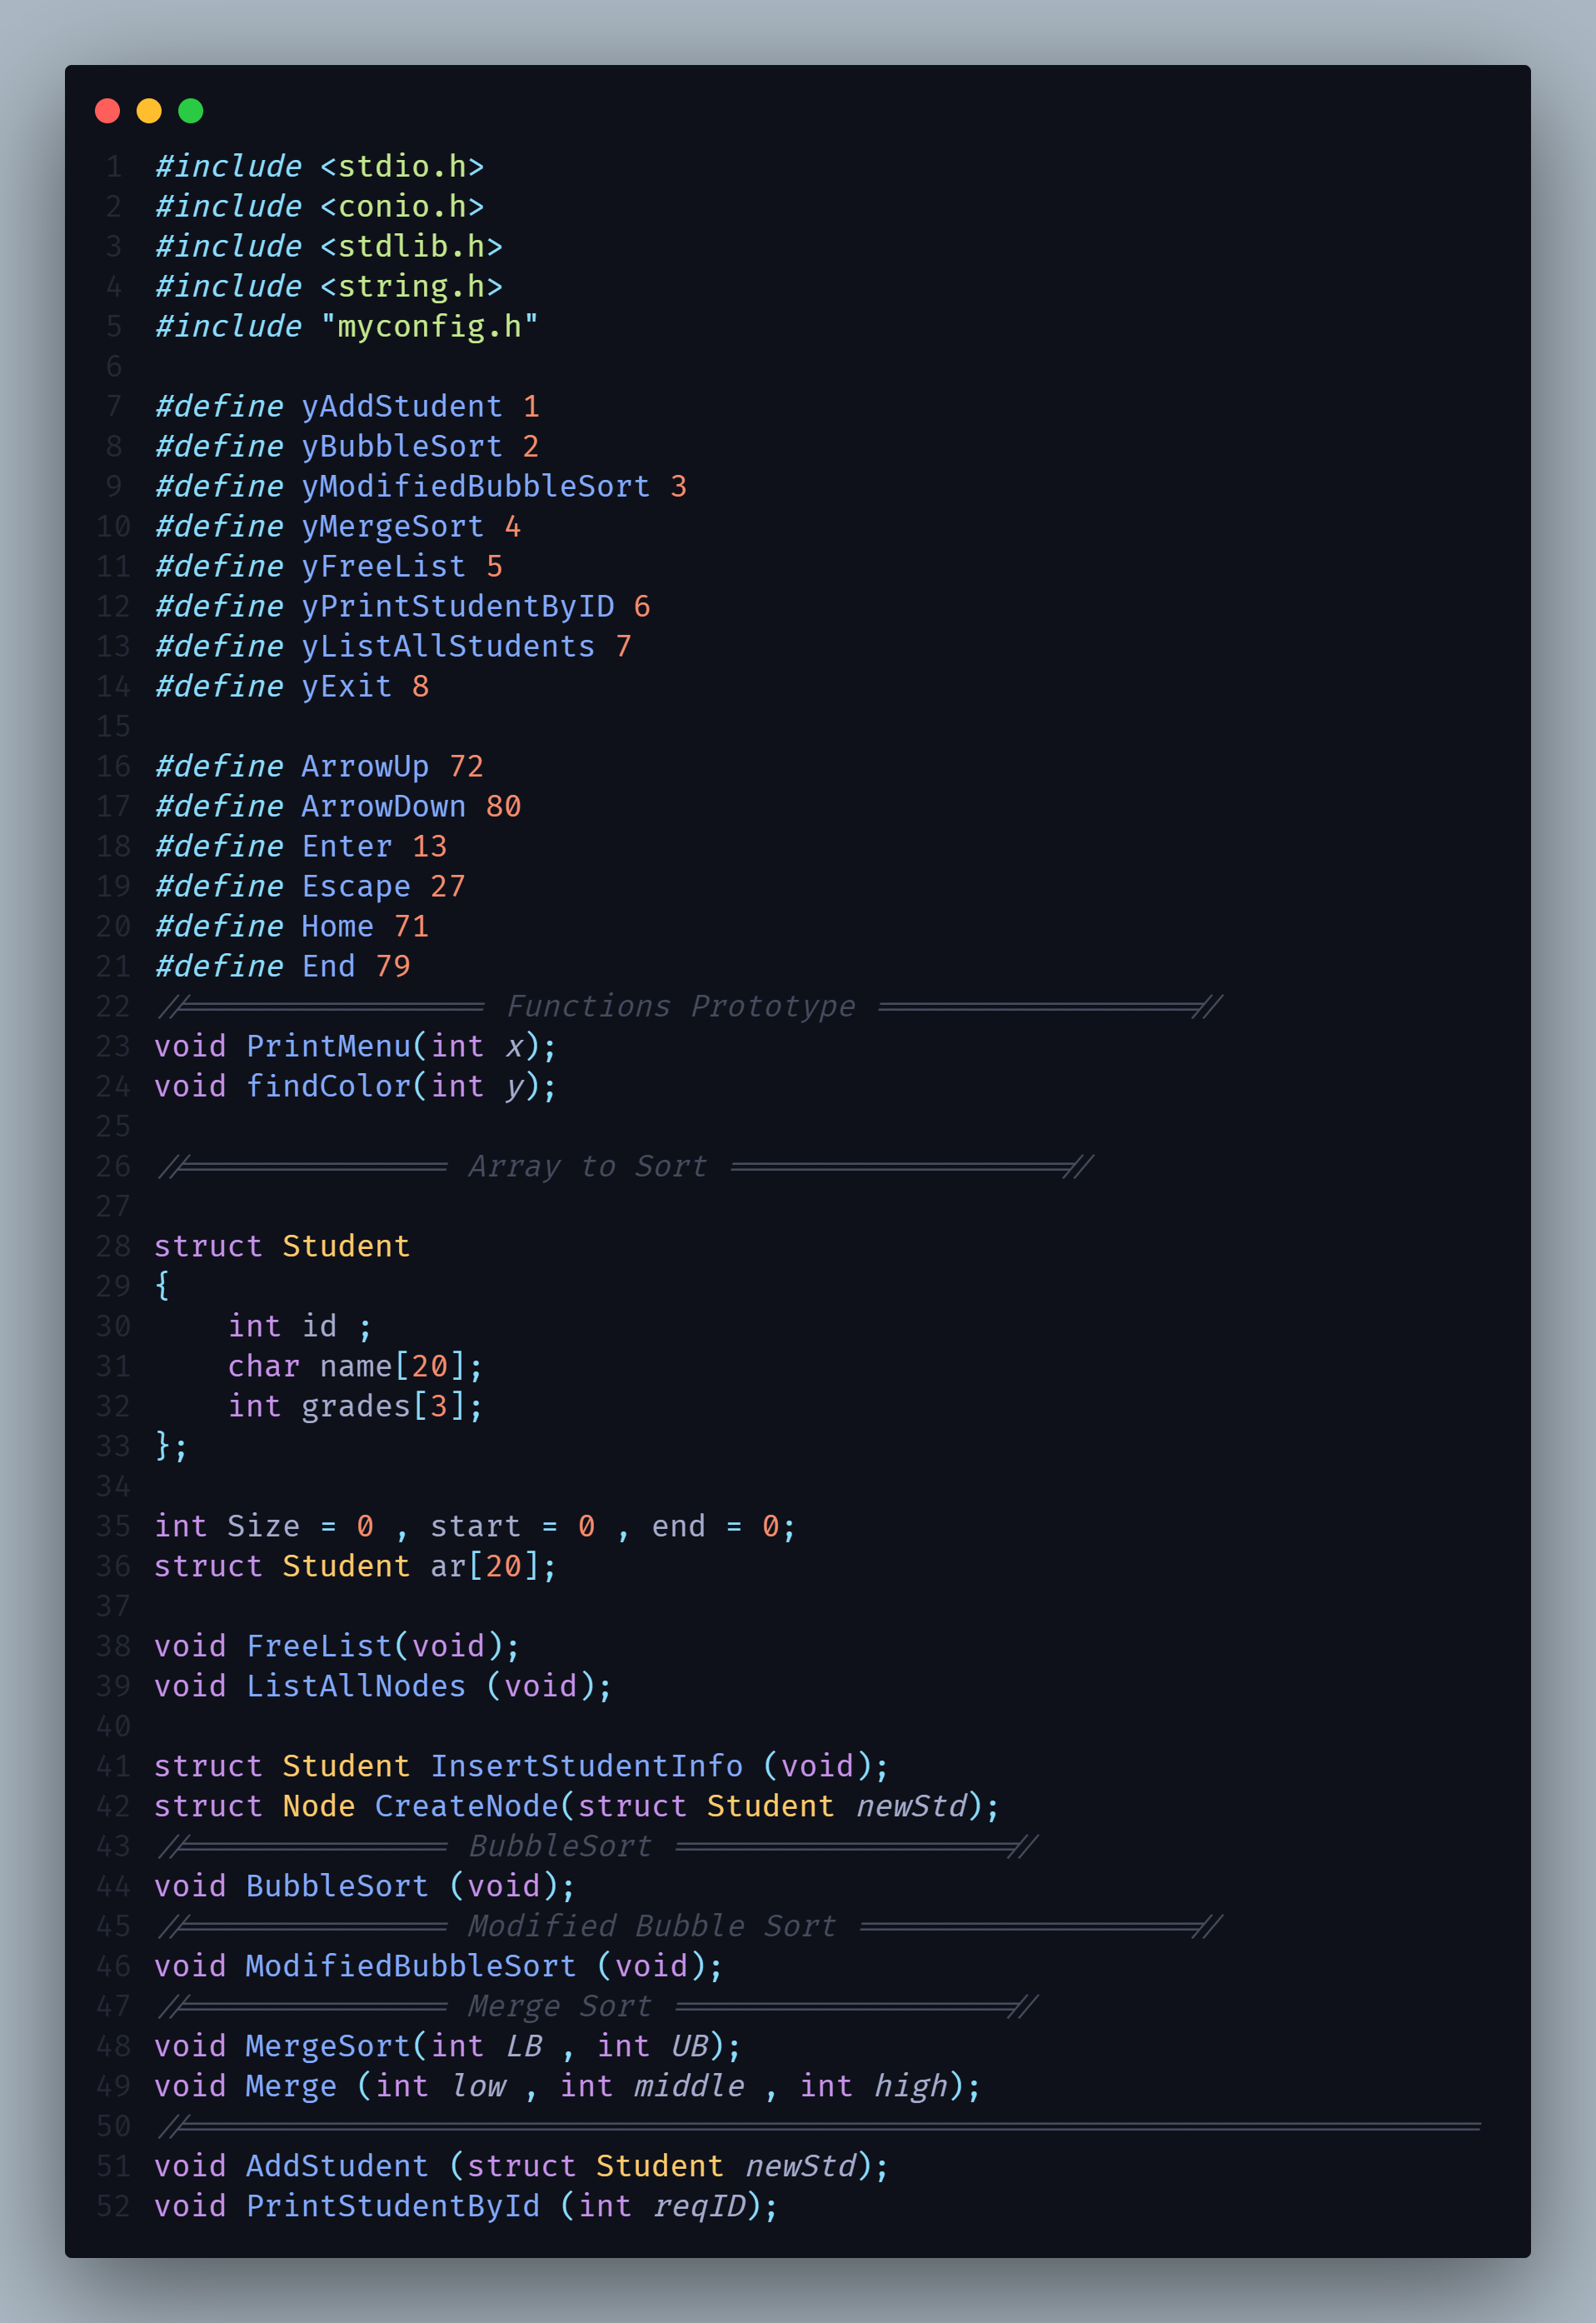 1 #include <stdio.h>
2 #include <conio.h>
3 #include <stdlib.h>
4 #include <string.h>
5 #include "myconfig.h"
6
7 #define yAddStudent 1
8 #define yBubbleSort 2
9 #define yModifiedBubbleSort 3
10 #define yMergeSort 4
11 #define yFreeList 5
12 #define yPrintStudentByID 6
13 #define yListAllStudents 7
14 #define yExit 8
15
16 #define ArrowUp 72
17 #define ArrowDown 80
18 #define Enter 13
19 #define Escape 27
20 #define Home 71
21 #define End 79
22 //================ Functions Prototype =================//
23 void PrintMenu(int x);
24 void findColor(int y);
25
26 //============== Array to Sort ==================//
27
28 struct Student
29 {
30     int id ;
31     char name[20];
32     int grades[3];
33 };
34
35 int Size = 0 , start = 0 , end = 0;
36 struct Student ar[20];
37
38 void FreeList(void);
39 void ListAllNodes (void);
40
41 struct Student InsertStudentInfo (void);
42 struct Node CreateNode(struct Student newStd);
43 //============== BubbleSort ==================//
44 void BubbleSort (void);
45 //============== Modified Bubble Sort ==================//
46 void ModifiedBubbleSort (void);
47 //============== Merge Sort ==================//
48 void MergeSort(int LB , int UB);
49 void Merge (int low , int middle , int high);
50 //======================================================================
51 void AddStudent (struct Student newStd);
52 void PrintStudentById (int reqID);